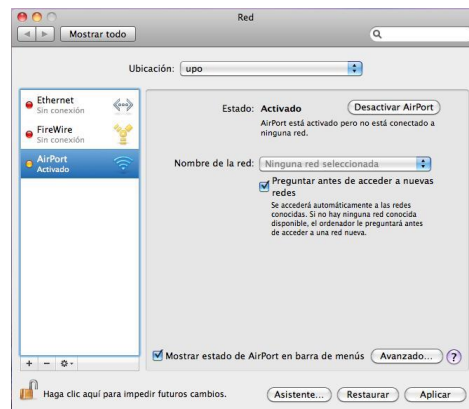 Red
Mostrar todo
Ubicación: upo
Ethernet
Sin conexión
FireWire
Sin conexión
AirPort
Activado
Estado: Activado
Desactivar AirPort
AirPort está activado pero no está conectado a
ninguna red.
Nombre de la red: Ninguna red seleccionada
Preguntar antes de acceder a nuevas
redes
Se accederá automáticamente a las redes
conocidas. Si no hay ninguna red conocida
disponible, el ordenador le preguntará antes
de acceder a una red nueva.
Mostrar estado de AirPort en barra de menús
Avanzado...
?
+ −
Haga clic aquí para impedir futuros cambios.
Asistente...
Restaurar
Aplicar